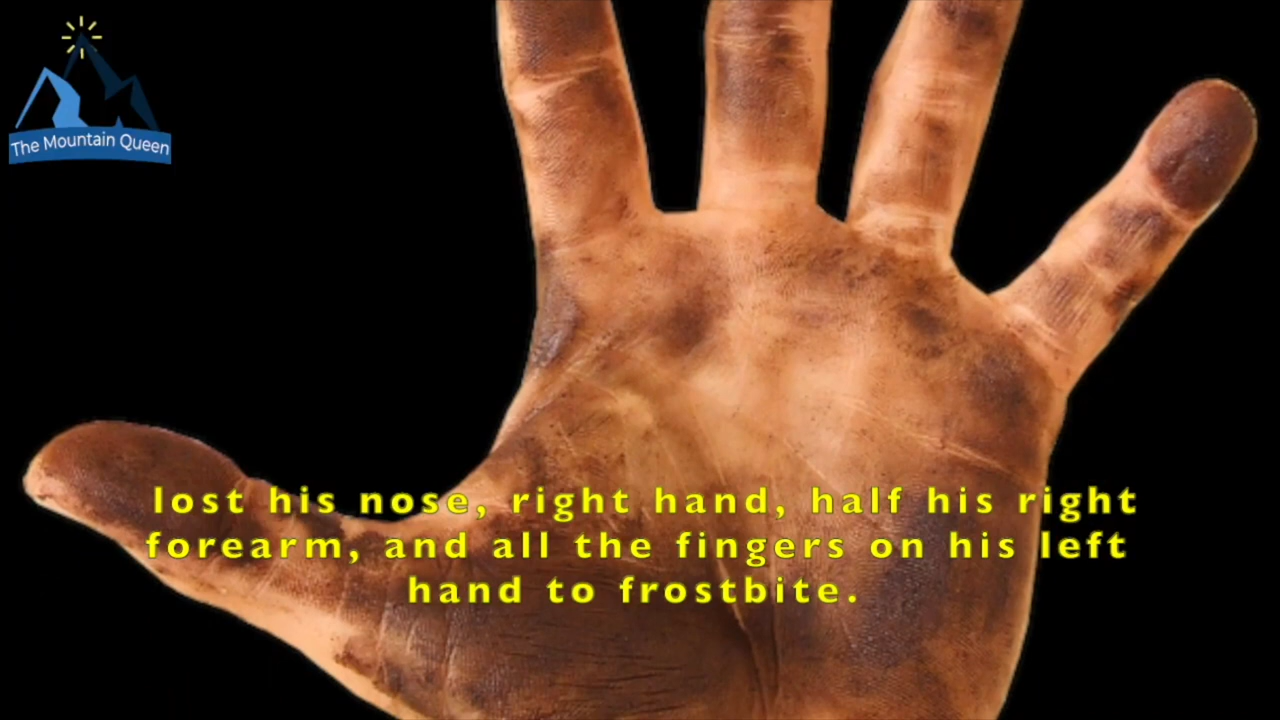 The Mountain Queen
lost his nose, right hand, half his right
forearm, and all the fingers on his left
hand to frostbite.